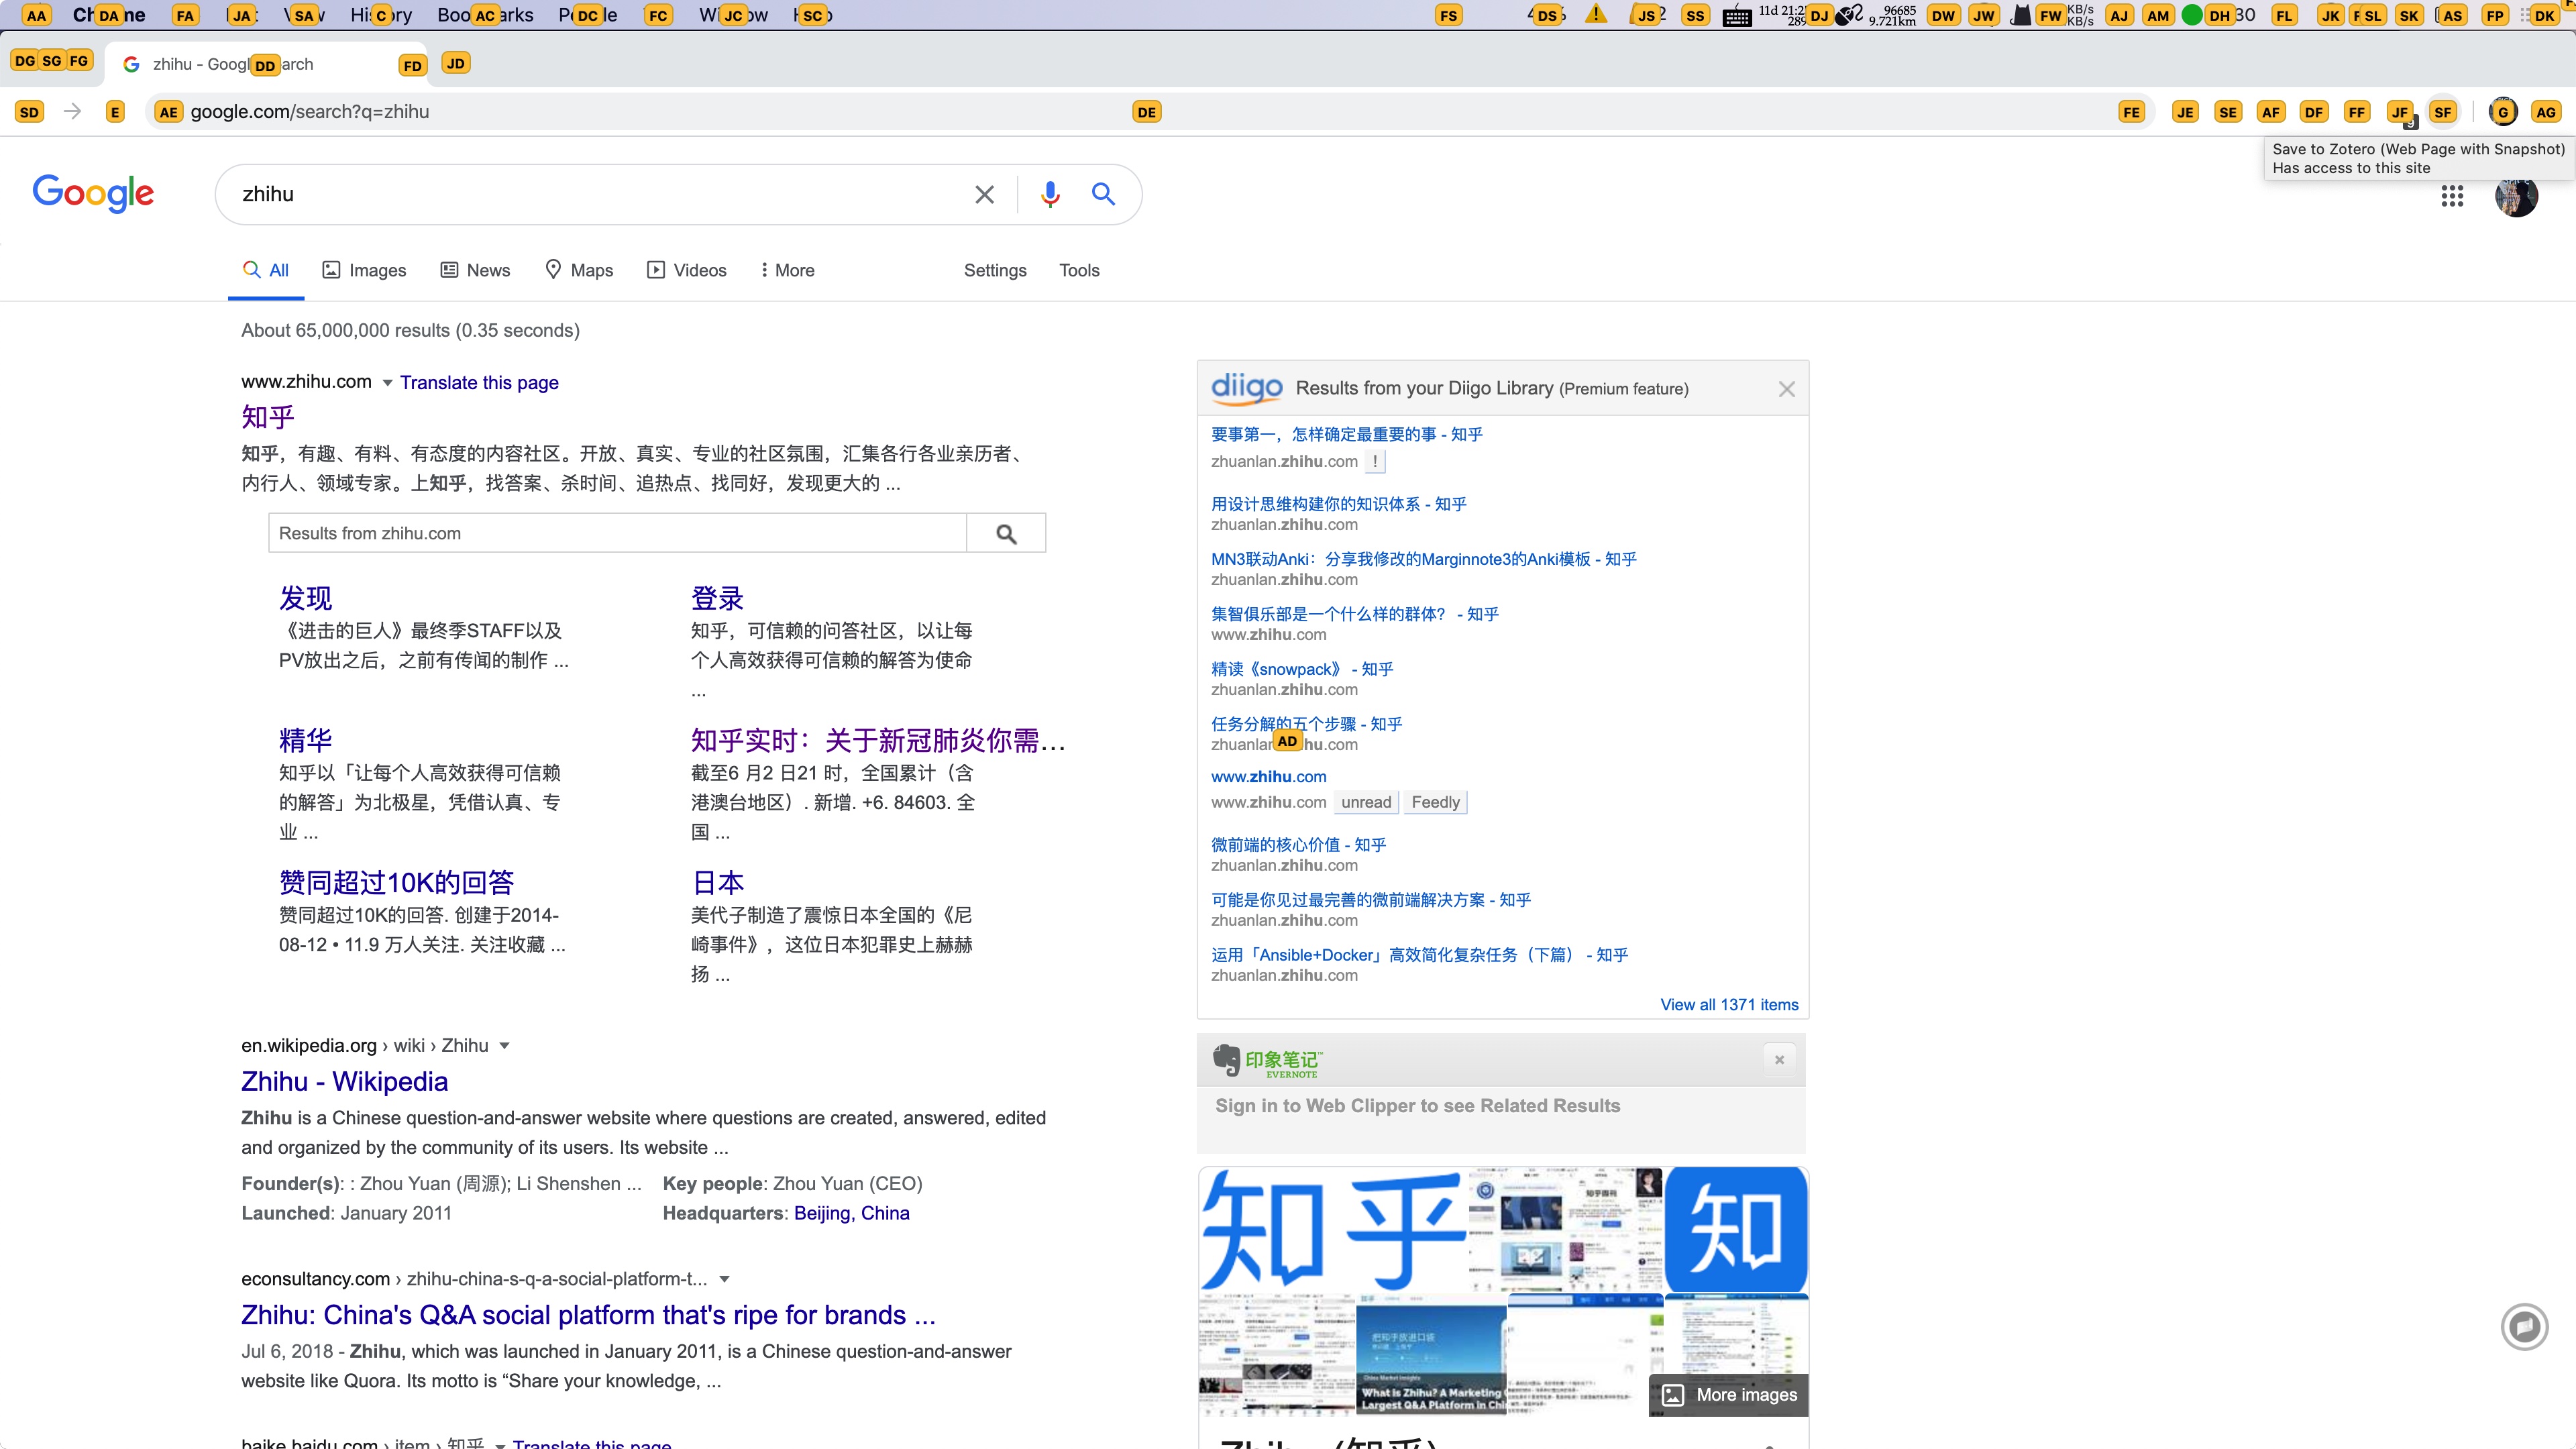 AA Ch DA me FA JA SA C AC DC FC JC SC FS DS JS SS 11d 21:2 DJ 96685 9.721km DW JW FW KB/s KB/s AJ AM DH 30 FL JK SL SK AS FP DK
DG SG FG zhihu - Googl DD arch FD JD
SD E AE google.com/search?q=zhihu DE FE JE SE AF DF FF JF 9 SF G AG
Save to Zotero (Web Page with Snapshot)
Has access to this site
Google zhihu
All Images News Maps Videos More Settings Tools
About 65,000,000 results (0.35 seconds)
www.zhihu.com Translate this page
知乎
知乎，有趣、有料、有态度的内容社区。开放、真实、专业的社区氛围，汇集各行各业亲历者、
内行人、领域专家。上知乎，找答案、杀时间、追热点、找同好，发现更大的 ...
Results from zhihu.com
发现
《进击的巨人》最终季STAFF以及
PV放出之后，之前有传闻的制作 ...
登录
知乎，可信赖的问答社区，以让每
个人高效获得可信赖的解答为使命
...
精华
知乎以「让每个人高效获得可信赖
的解答」为北极星，凭借认真、专
业 ...
知乎实时：关于新冠肺炎你需...
截至6 月2 日21 时，全国累计（含
港澳台地区）. 新增. +6. 84603. 全
国 ...
赞同超过10K的回答
赞同超过10K的回答. 创建于2014-
08-12 • 11.9 万人关注. 关注收藏 ...
日本
美代子制造了震惊日本全国的《尼
崎事件》，这位日本犯罪史上赫赫
扬 ...
en.wikipedia.org › wiki › Zhihu
Zhihu - Wikipedia
Zhihu is a Chinese question-and-answer website where questions are created, answered, edited
and organized by the community of its users. Its website ...
Founder(s): : Zhou Yuan (周源); Li Shenshen ... Key people: Zhou Yuan (CEO)
Launched: January 2011 Headquarters: Beijing, China
econsultancy.com › zhihu-china-s-q-a-social-platform-t...
Zhihu: China's Q&A social platform that's ripe for brands ...
Jul 6, 2018 - Zhihu, which was launched in January 2011, is a Chinese question-and-answer
website like Quora. Its motto is “Share your knowledge, ...
baike.baidu.com › item › 知乎 Translate this page
diigo Results from your Diigo Library (Premium feature)
要事第一，怎样确定最重要的事 - 知乎
zhuanlan.zhihu.com !
用设计思维构建你的知识体系 - 知乎
zhuanlan.zhihu.com
MN3联动Anki：分享我修改的Marginnote3的Anki模板 - 知乎
zhuanlan.zhihu.com
集智俱乐部是一个什么样的群体？ - 知乎
www.zhihu.com
精读《snowpack》 - 知乎
zhuanlan.zhihu.com
任务分解的五个步骤 - 知乎
zhuanlan AD hu.com
www.zhihu.com
www.zhihu.com unread Feedly
微前端的核心价值 - 知乎
zhuanlan.zhihu.com
可能是你见过最完善的微前端解决方案 - 知乎
zhuanlan.zhihu.com
运用「Ansible+Docker」高效简化复杂任务（下篇） - 知乎
zhuanlan.zhihu.com
View all 1371 items
印象笔记
EVERNOTE
Sign in to Web Clipper to see Related Results
知乎 知
知乎周刊
把知乎放进口袋
China Market Insights
What is Zhihu? A Marketing
Largest Q&A Platform in Chi
More images